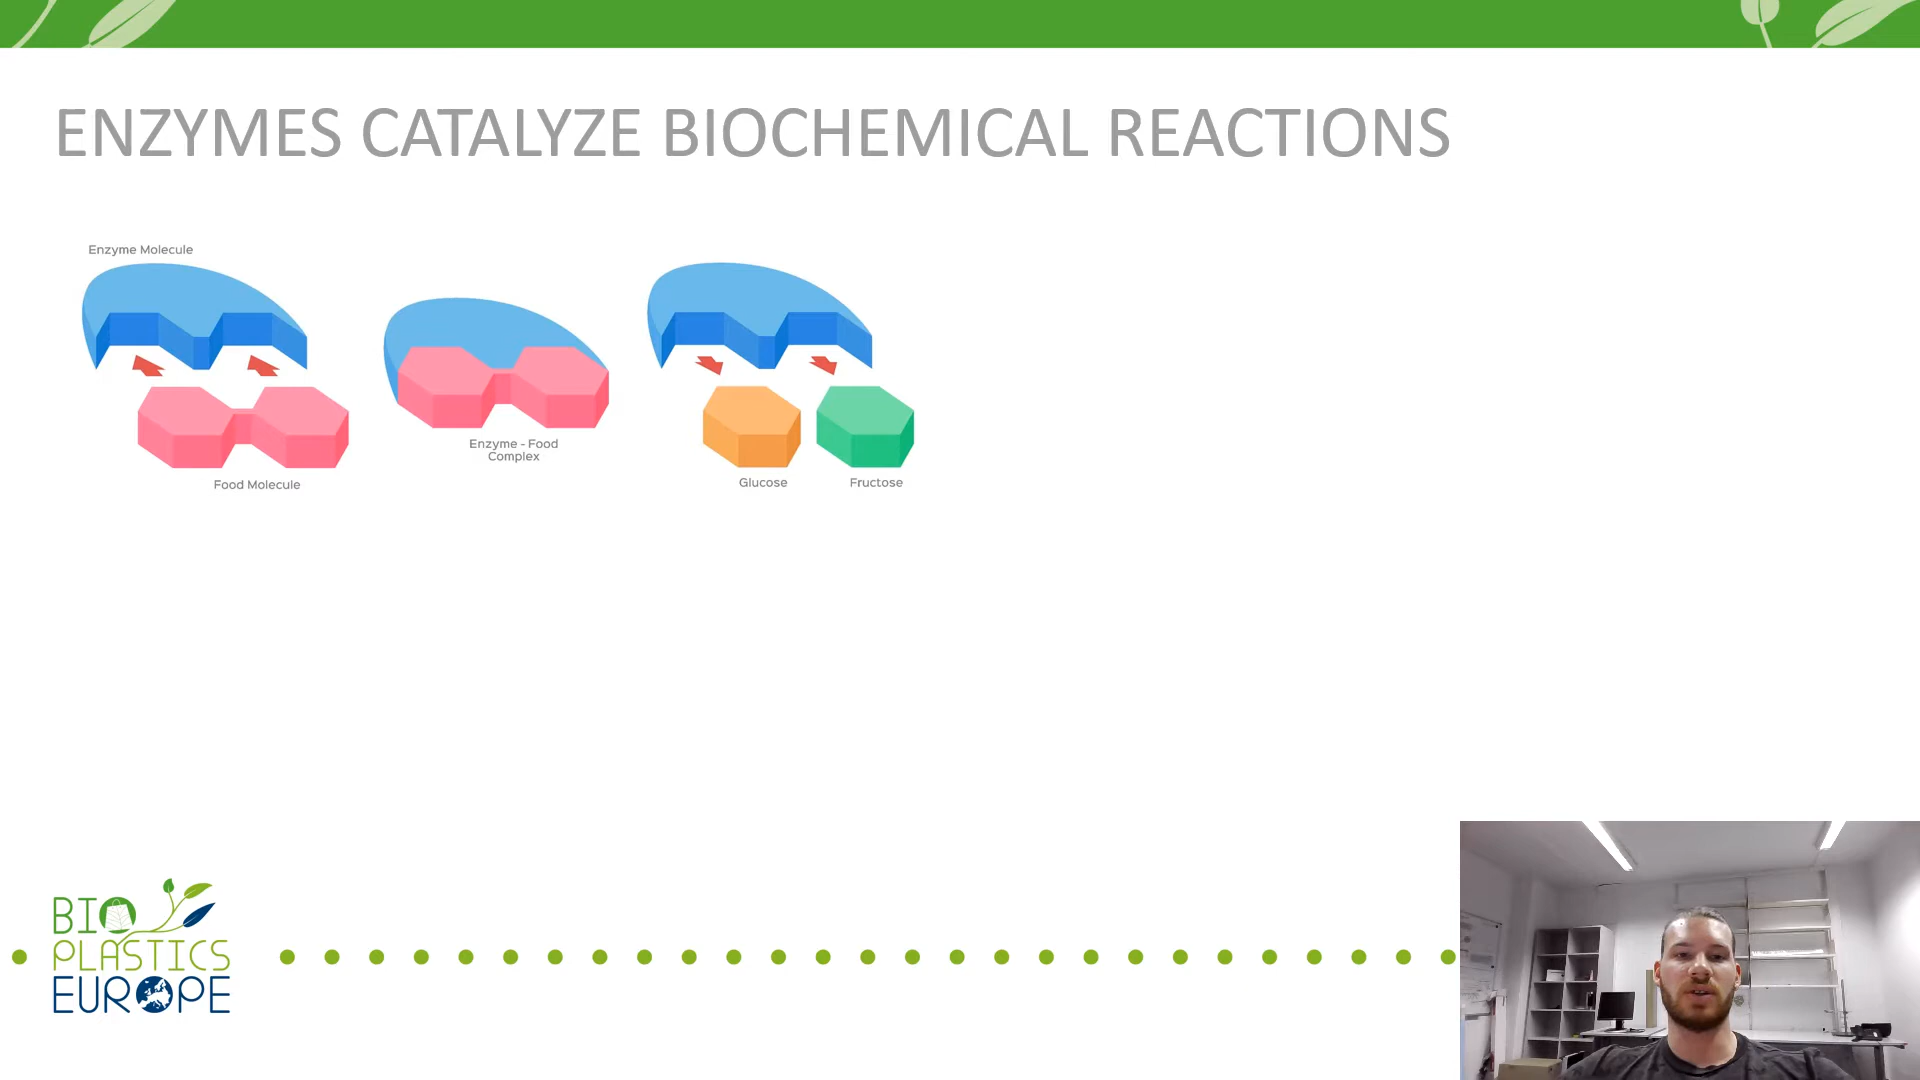 ENZYMES CATALYZE BIOCHEMICAL REACTIONS
Enzyme Molecule
Food Molecule
Enzyme - Food
Complex
Glucose
Fructose
BIO
PLASTICS
EUROPE